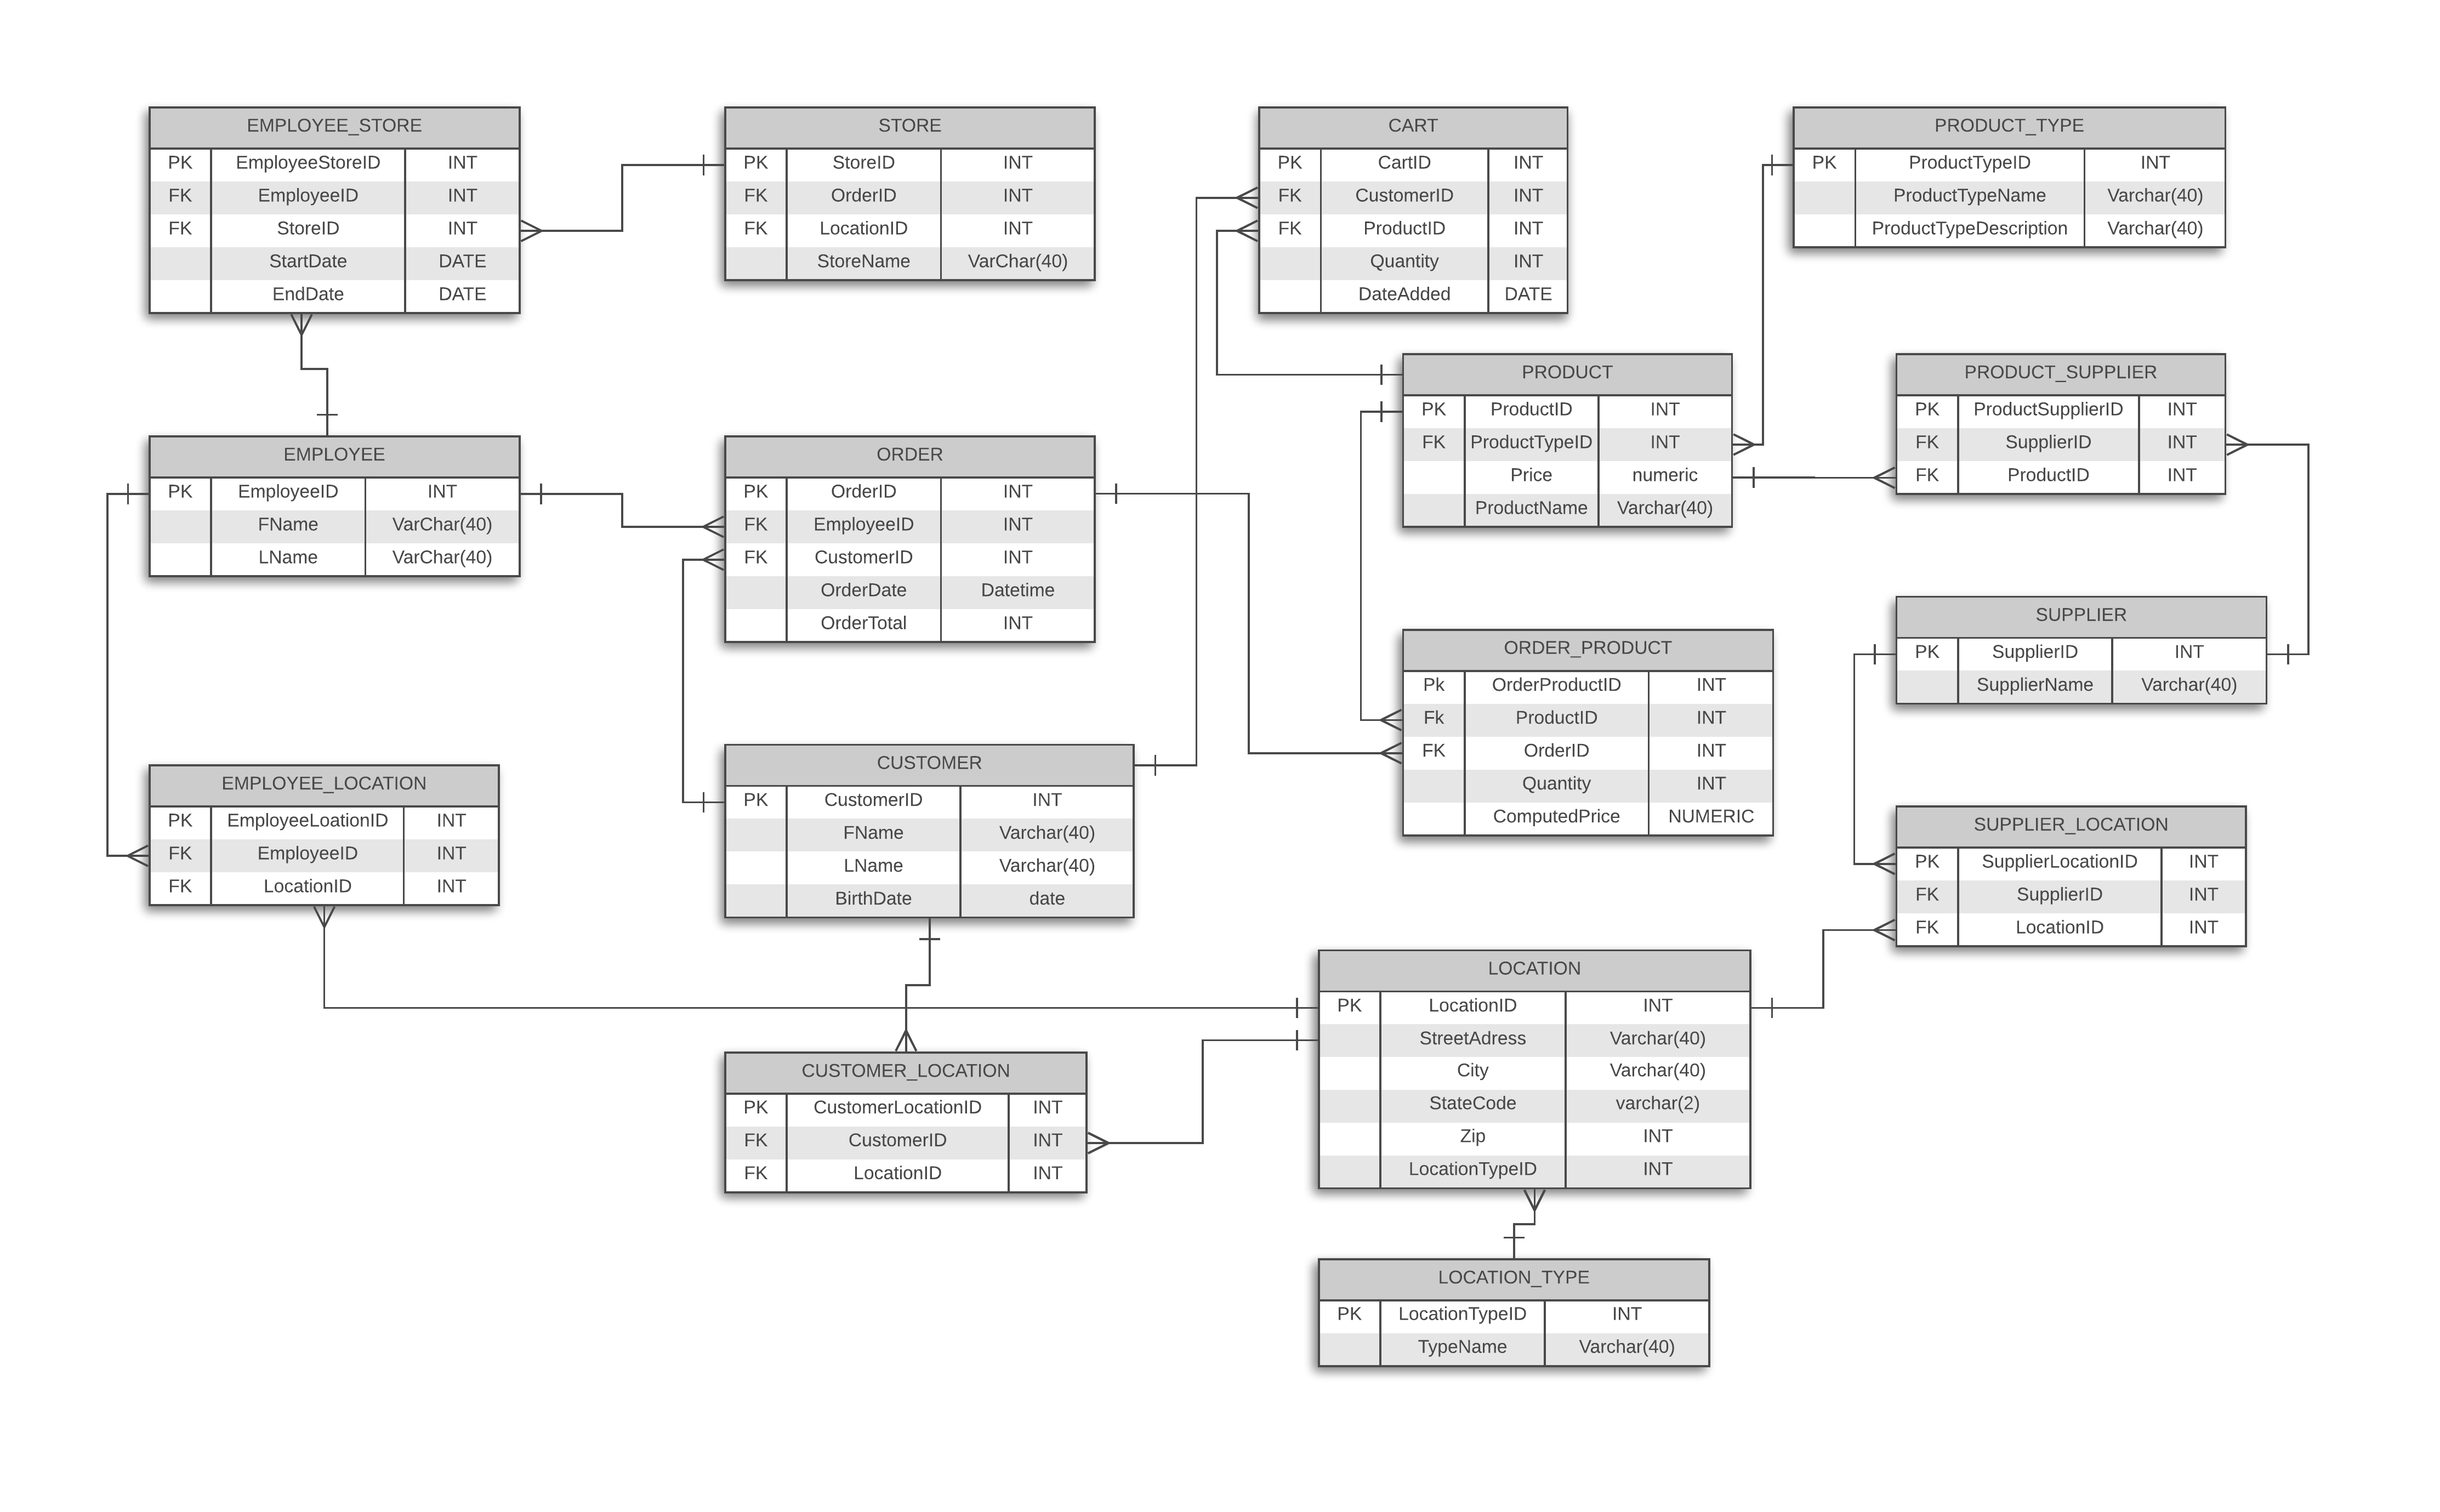 EMPLOYEE_STORE
PK EmployeeStoreID INT
FK EmployeeID INT
FK StoreID INT
StartDate DATE
EndDate DATE
STORE
PK StoreID INT
FK OrderID INT
FK LocationID INT
StoreName VarChar(40)
CART
PK CartID INT
FK CustomerID INT
FK ProductID INT
Quantity INT
DateAdded DATE
PRODUCT_TYPE
PK ProductTypeID INT
ProductTypeName Varchar(40)
ProductTypeDescription Varchar(40)
PRODUCT
PK ProductID INT
FK ProductTypeID INT
Price numeric
ProductName Varchar(40)
PRODUCT_SUPPLIER
PK ProductSupplierID INT
FK SupplierID INT
FK ProductID INT
EMPLOYEE
PK EmployeeID INT
FName VarChar(40)
LName VarChar(40)
ORDER
PK OrderID INT
FK EmployeeID INT
FK CustomerID INT
OrderDate Datetime
OrderTotal INT
SUPPLIER
PK SupplierID INT
SupplierName Varchar(40)
ORDER_PRODUCT
Pk OrderProductID INT
Fk ProductID INT
FK OrderID INT
Quantity INT
ComputedPrice NUMERIC
EMPLOYEE_LOCATION
PK EmployeeLoationID INT
FK EmployeeID INT
FK LocationID INT
CUSTOMER
PK CustomerID INT
FName Varchar(40)
LName Varchar(40)
BirthDate date
SUPPLIER_LOCATION
PK SupplierLocationID INT
FK SupplierID INT
FK LocationID INT
LOCATION
PK LocationID INT
StreetAdress Varchar(40)
City Varchar(40)
StateCode varchar(2)
Zip INT
LocationTypeID INT
CUSTOMER_LOCATION
PK CustomerLocationID INT
FK CustomerID INT
FK LocationID INT
LOCATION_TYPE
PK LocationTypeID INT
TypeName Varchar(40)